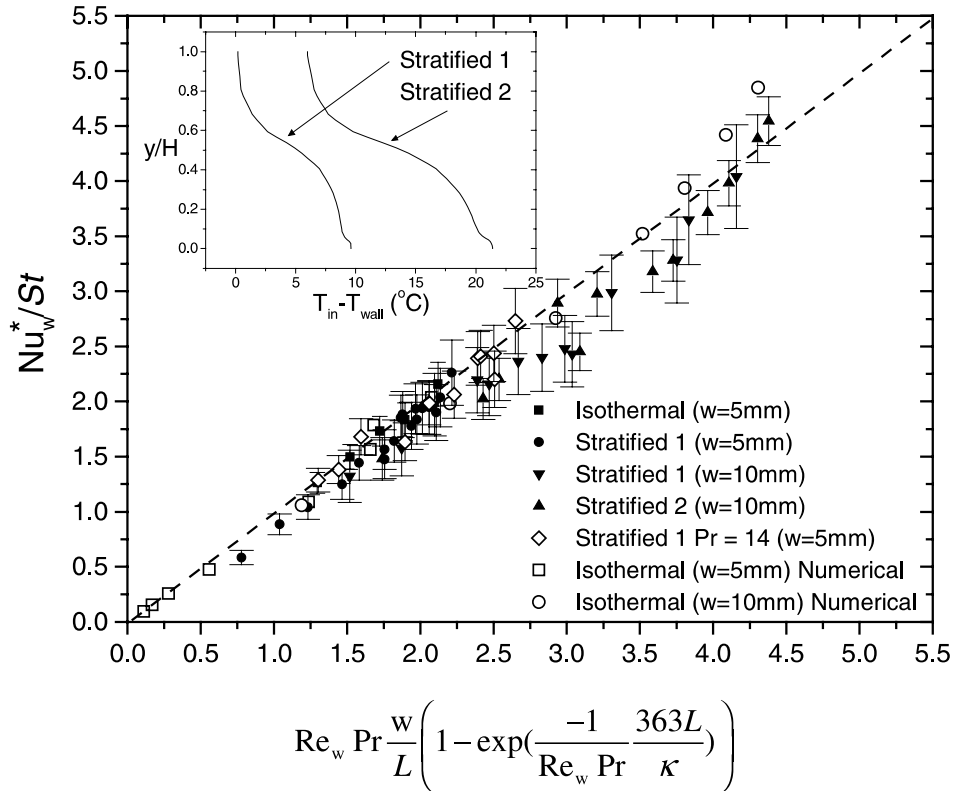 Nu*w/St
5.5
5.0
4.5
4.0
3.5
3.0
2.5
2.0
1.5
1.0
0.5
0.0
0.0 0.5 1.0 1.5 2.0 2.5 3.0 3.5 4.0 4.5 5.0 5.5
y/H
1.0
0.8
0.6
0.4
0.2
0.0
Stratified 1
Stratified 2
0 5 10 15 20 25
T_in-T_wall (°C)
Isothermal (w=5mm)
Stratified 1 (w=5mm)
Stratified 1 (w=10mm)
Stratified 2 (w=10mm)
Stratified 1 Pr = 14 (w=5mm)
Isothermal (w=5mm) Numerical
Isothermal (w=10mm) Numerical
Re_w Pr w/L (1-exp(-1/(Re_w Pr) 363L/κ))